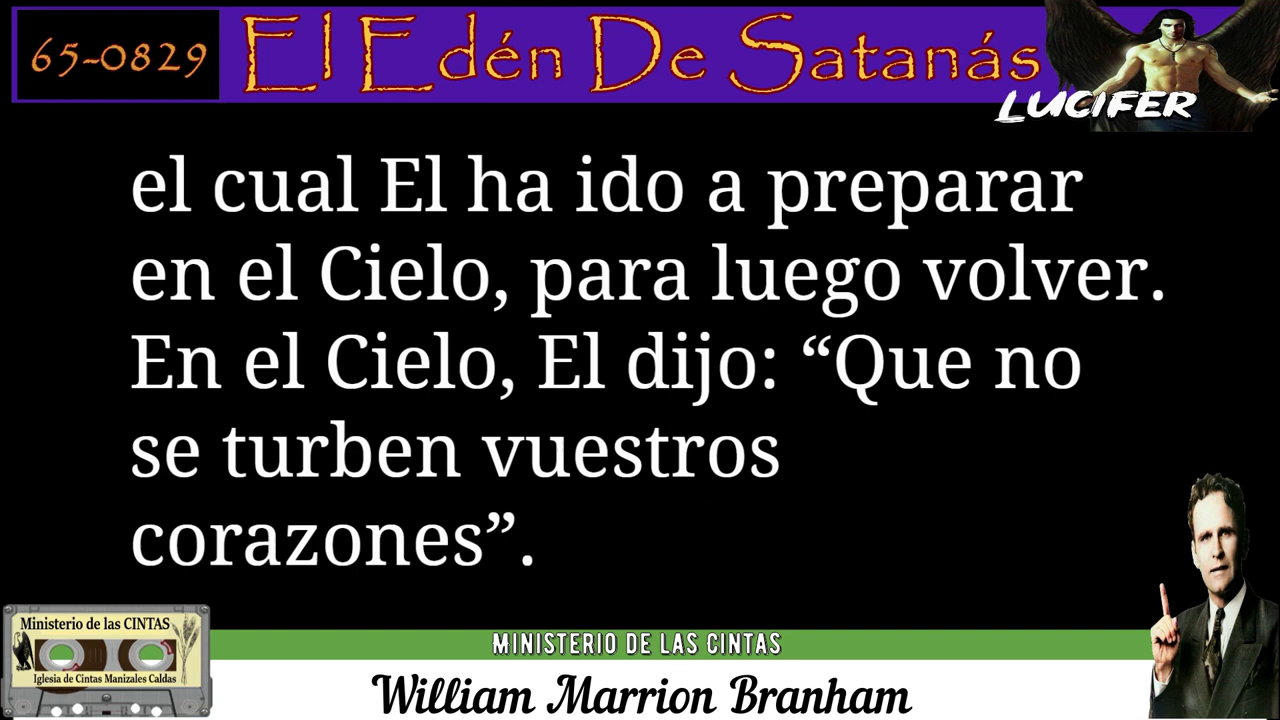 65-0829 El Edén De Satanás
LUCIFER
el cual El ha ido a preparar
en el Cielo, para luego volver.
En el Cielo, El dijo: “Que no
se turben vuestros
corazones”.
Ministerio de las CINTAS
Iglesia de Cintas Manizales Caldas
MINISTERIO DE LAS CINTAS
William Marrion Branham